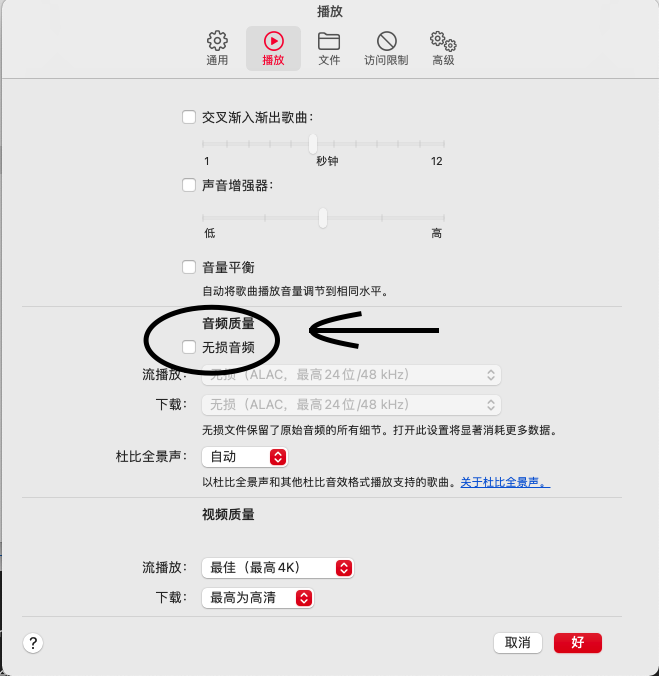 播放
通用 播放 文件 访问限制 高级
交叉渐入渐出歌曲：
1 秒钟 12
声音增强器：
低 高
音量平衡
自动将歌曲播放音量调节到相同水平。
音频质量
无损音频
流播放： 无损（ALAC，最高24位/48 kHz）
下载： 无损（ALAC，最高24位/48 kHz）
无损文件保留了原始音频的所有细节。打开此设置将显著消耗更多数据。
杜比全景声： 自动
以杜比全景声和其他杜比音效格式播放支持的歌曲。关于杜比全景声。
视频质量
流播放： 最佳（最高4K）
下载： 最高为高清
? 取消 好